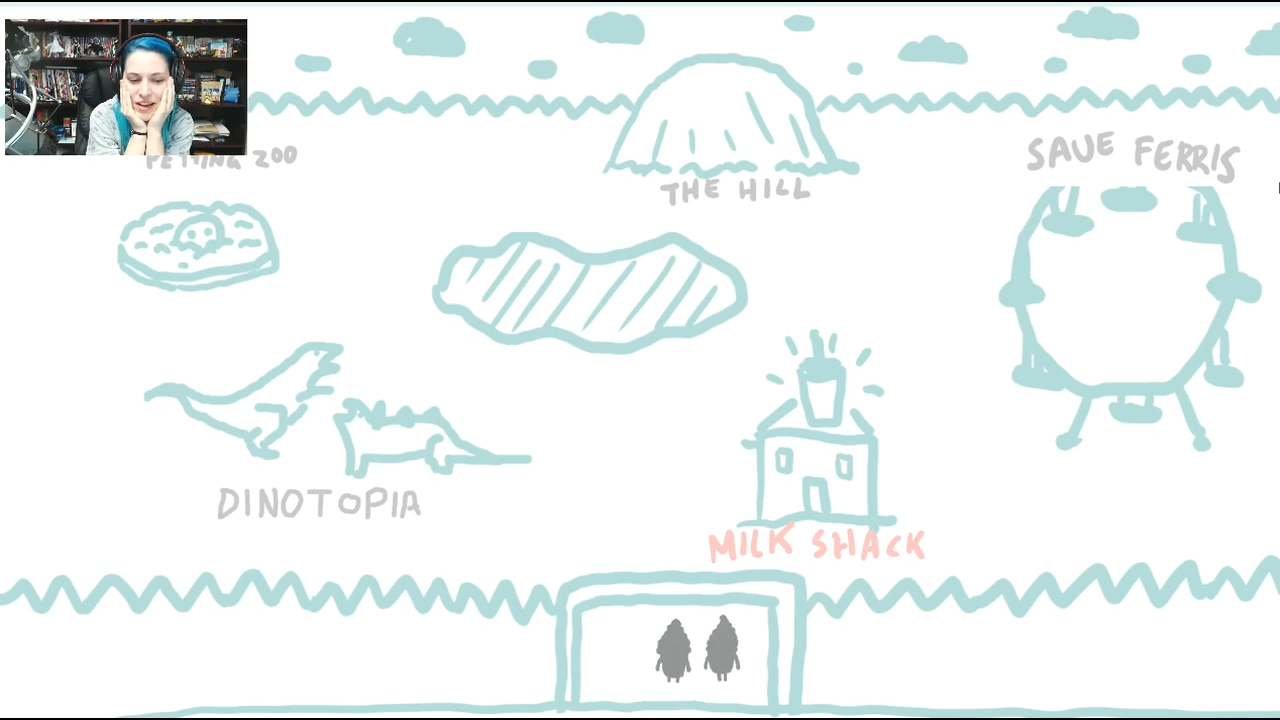 PETTING ZOO
SAVE FERRIS
THE HILL
DINOTOPIA
MILK SHACK